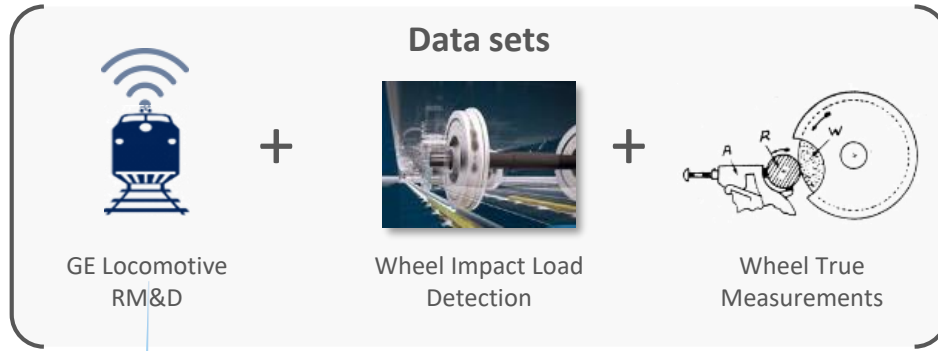 Data sets
+
+
A
R
W
GE Locomotive
RM&D
Wheel Impact Load
Detection
Wheel True
Measurements